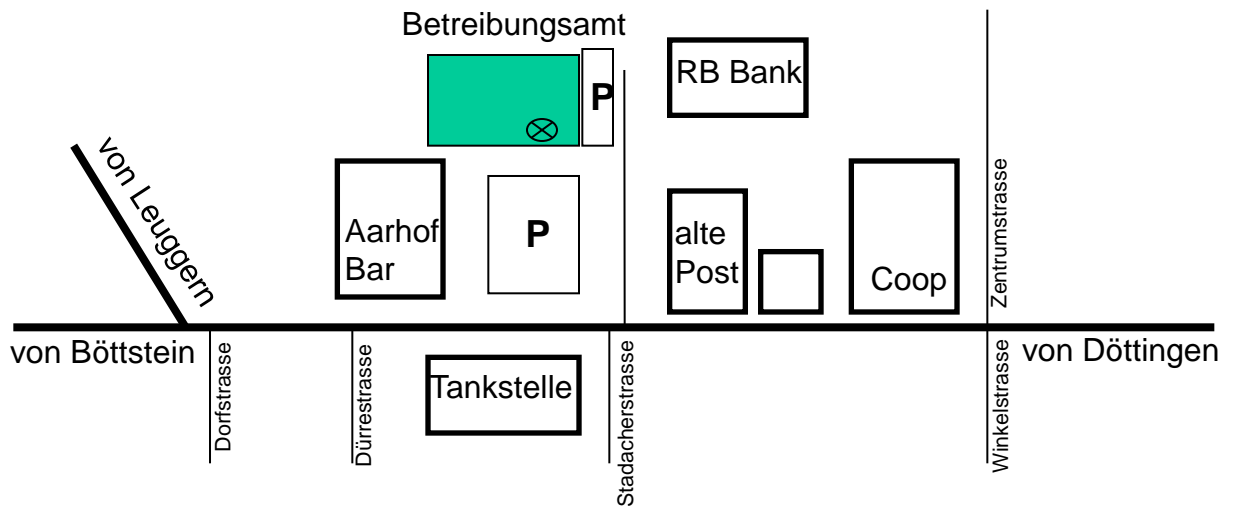 Betreibungsamt
P
RB Bank
von Leuggern
Aarhof
Bar
P
alte
Post
Coop
Zentrumstrasse
von Böttstein
von Döttingen
Dorfstrasse
Dürrestrasse
Tankstelle
Stadacherstrasse
Winkelstrasse